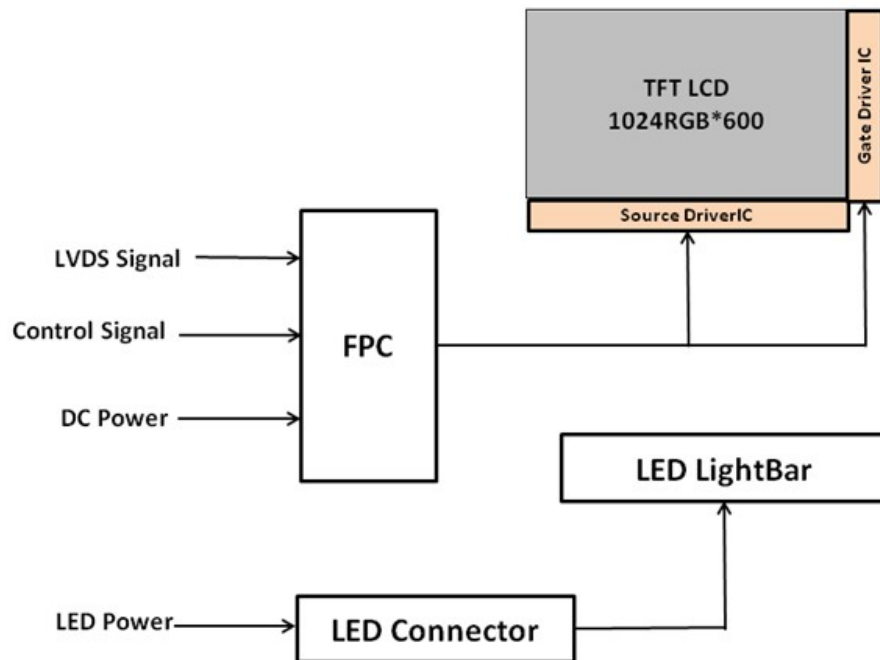 TFT LCD
1024RGB*600
Gate Driver IC
Source DriverIC
LVDS Signal
Control Signal
FPC
DC Power
LED LightBar
LED Power
LED Connector